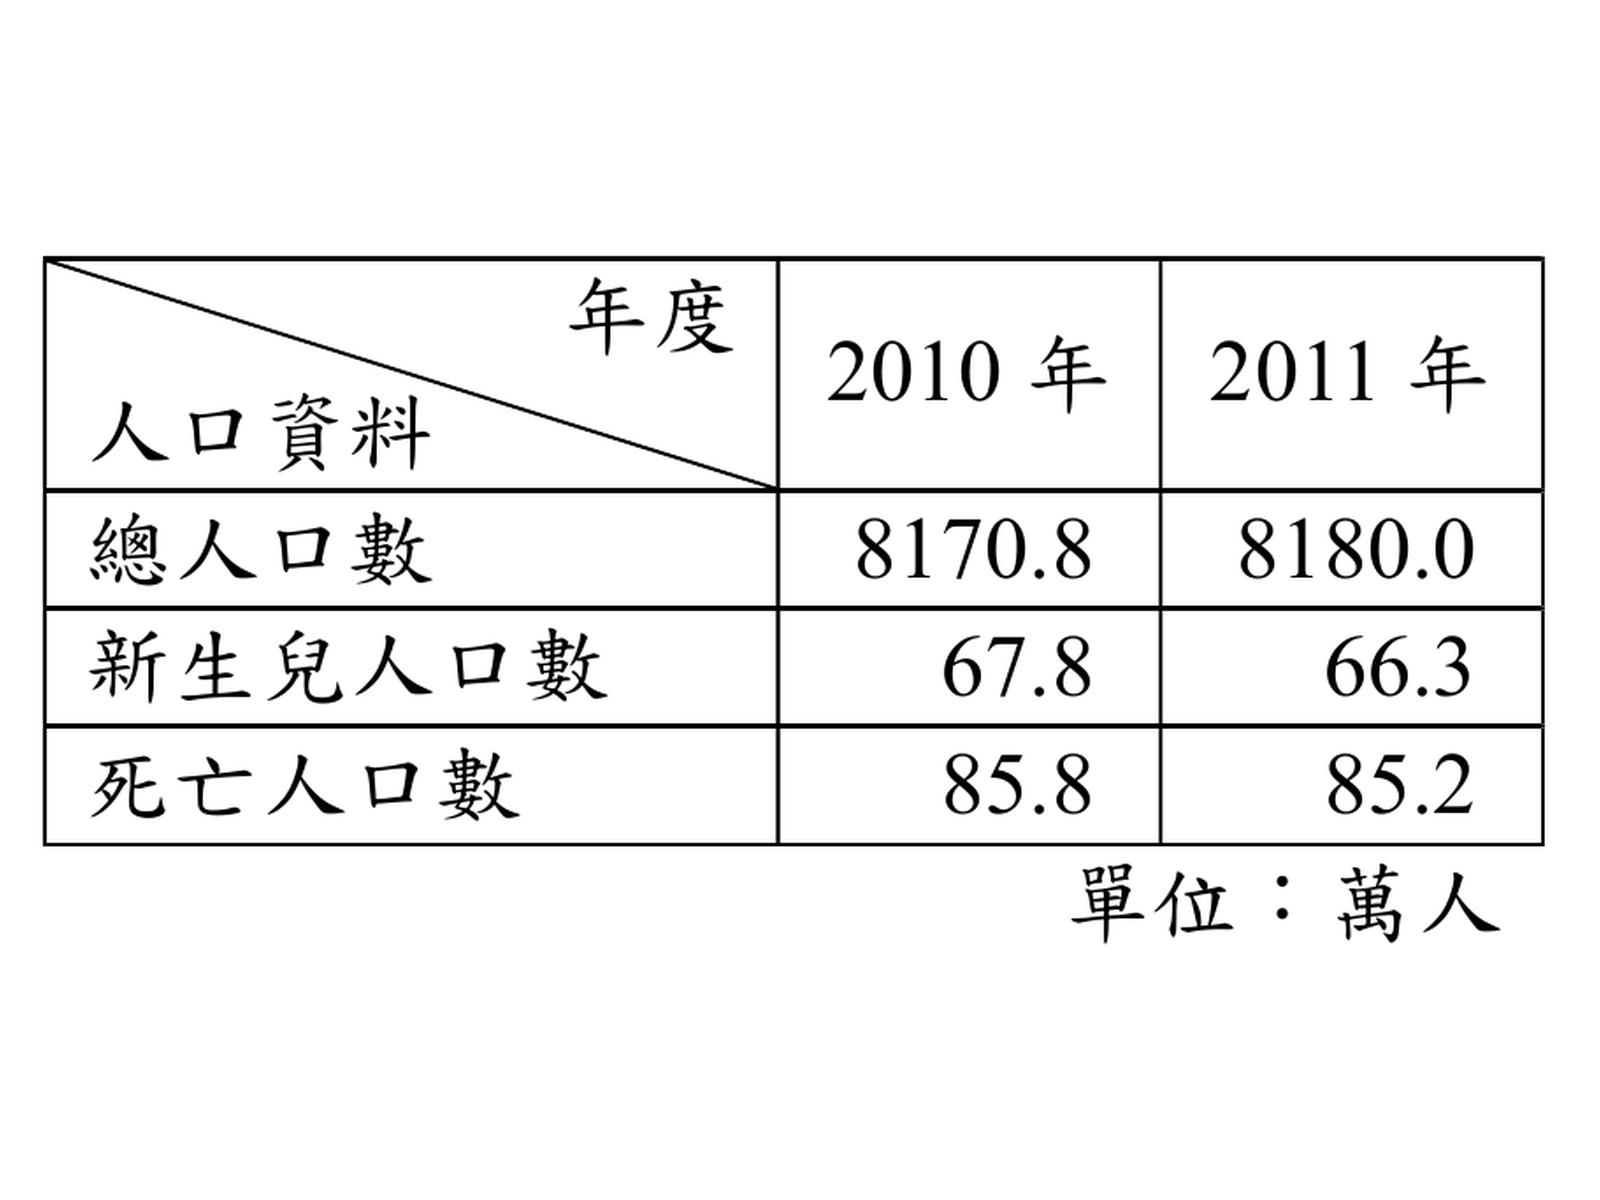 年度
人口資料
2010 年 2011 年
總人口數 8170.8 8180.0
新生兒人口數 67.8 66.3
死亡人口數 85.8 85.2
單位：萬人